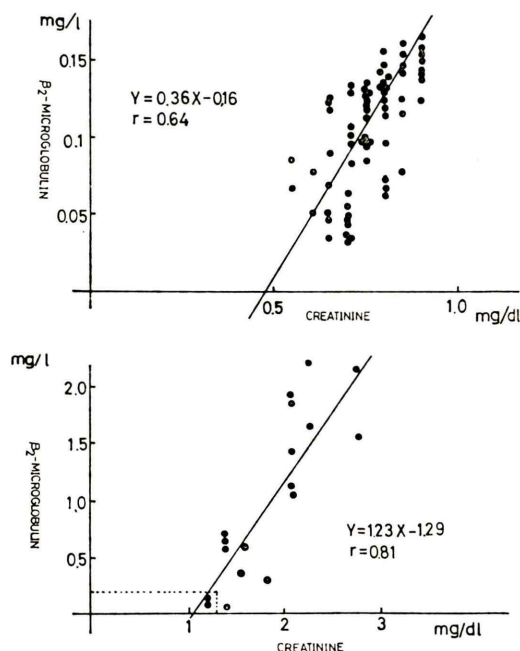 mg/l
0.15
Y = 0.36X-0.16
r = 0.64
0.1
β2-MICROGLOBULIN
0.05
0.5
1.0
CREATININE
mg/dl
mg/l
2.0
1.5
β2-MICROGLOBULIN
1.0
Y=1.23X-1.29
r=0.81
0.5
1
2
3
CREATININE
mg/dl